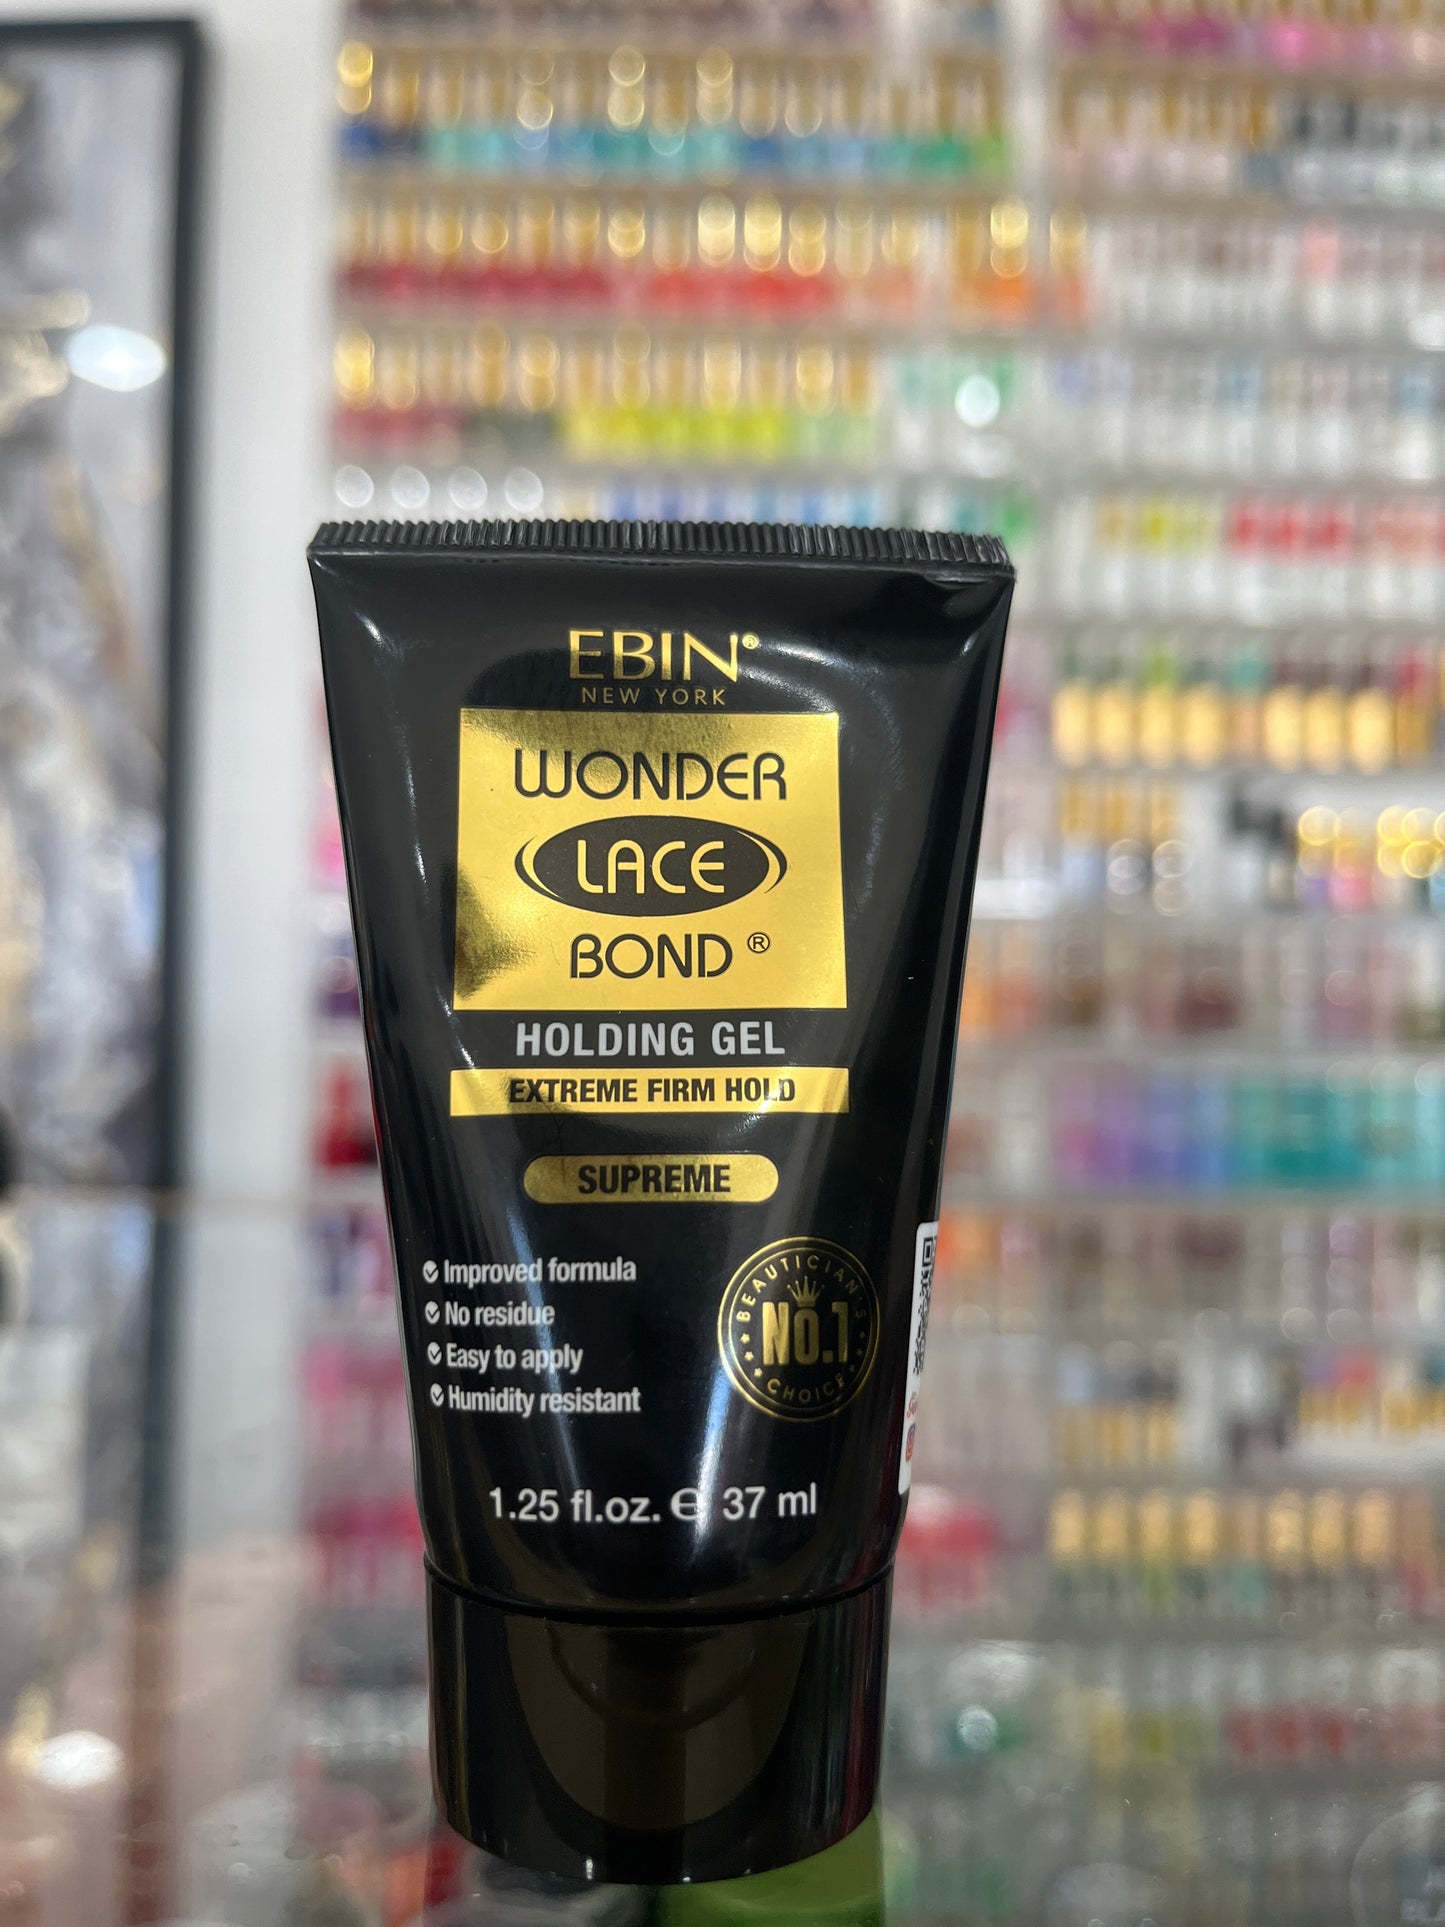 EBIN®
NEW YORK
WONDER
LACE
BOND ®
HOLDING GEL
EXTREME FIRM HOLD
SUPREME
Improved formula
No residue
Easy to apply
Humidity resistant
BEAUTICIAN'S
NO.1
CHOICE
1.25 fl.oz. ℮ 37 ml